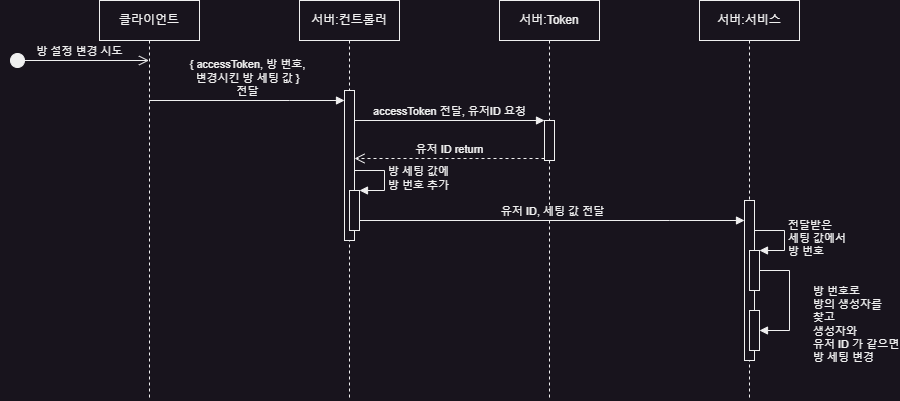 클라이언트
서버:컨트롤러
서버:Token
서버:서비스
방 설정 변경 시도
{ accessToken, 방 번호,
변경시킨 방 세팅 값 }
전달
accessToken 전달, 유저ID 요청
유저 ID return
방 세팅 값에
방 번호 추가
유저 ID, 세팅 값 전달
전달받은
세팅 값에서
방 번호
방 번호로
방의 생성자를
찾고
생성자와
유저 ID 가 같으면
방 세팅 변경